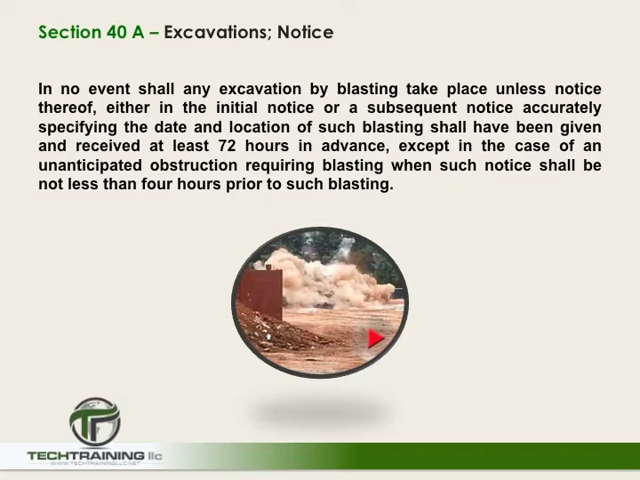 Section 40 A – Excavations; Notice
In no event shall any excavation by blasting take place unless notice
thereof, either in the initial notice or a subsequent notice accurately
specifying the date and location of such blasting shall have been given
and received at least 72 hours in advance, except in the case of an
unanticipated obstruction requiring blasting when such notice shall be
not less than four hours prior to such blasting.
TECHTRAINING llc
WWW.TECHTRAININGLLC.NET